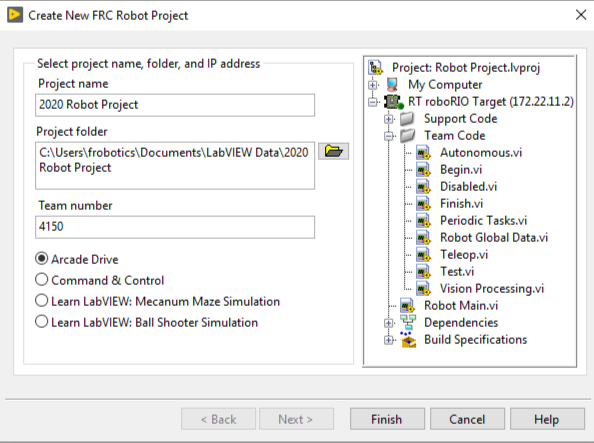 Create New FRC Robot Project
Select project name, folder, and IP address
Project name
2020 Robot Project
Project folder
C:\Users\frobotics\Documents\LabVIEW Data\2020
Robot Project
Team number
4150
Arcade Drive
Command & Control
Learn LabVIEW: Mecanum Maze Simulation
Learn LabVIEW: Ball Shooter Simulation
Project: Robot Project.lvproj
My Computer
RT roboRIO Target (172.22.11.2)
Support Code
Team Code
Autonomous.vi
Begin.vi
Disabled.vi
Finish.vi
Periodic Tasks.vi
Robot Global Data.vi
Teleop.vi
Test.vi
Vision Processing.vi
Robot Main.vi
Dependencies
Build Specifications
< Back
Next >
Finish
Cancel
Help